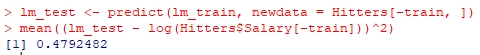 > lm_test <- predict(lm_train, newdata = Hitters[-train, ])
> mean((lm_test - log(Hitters$Salary[-train]))^2)
[1] 0.4792482